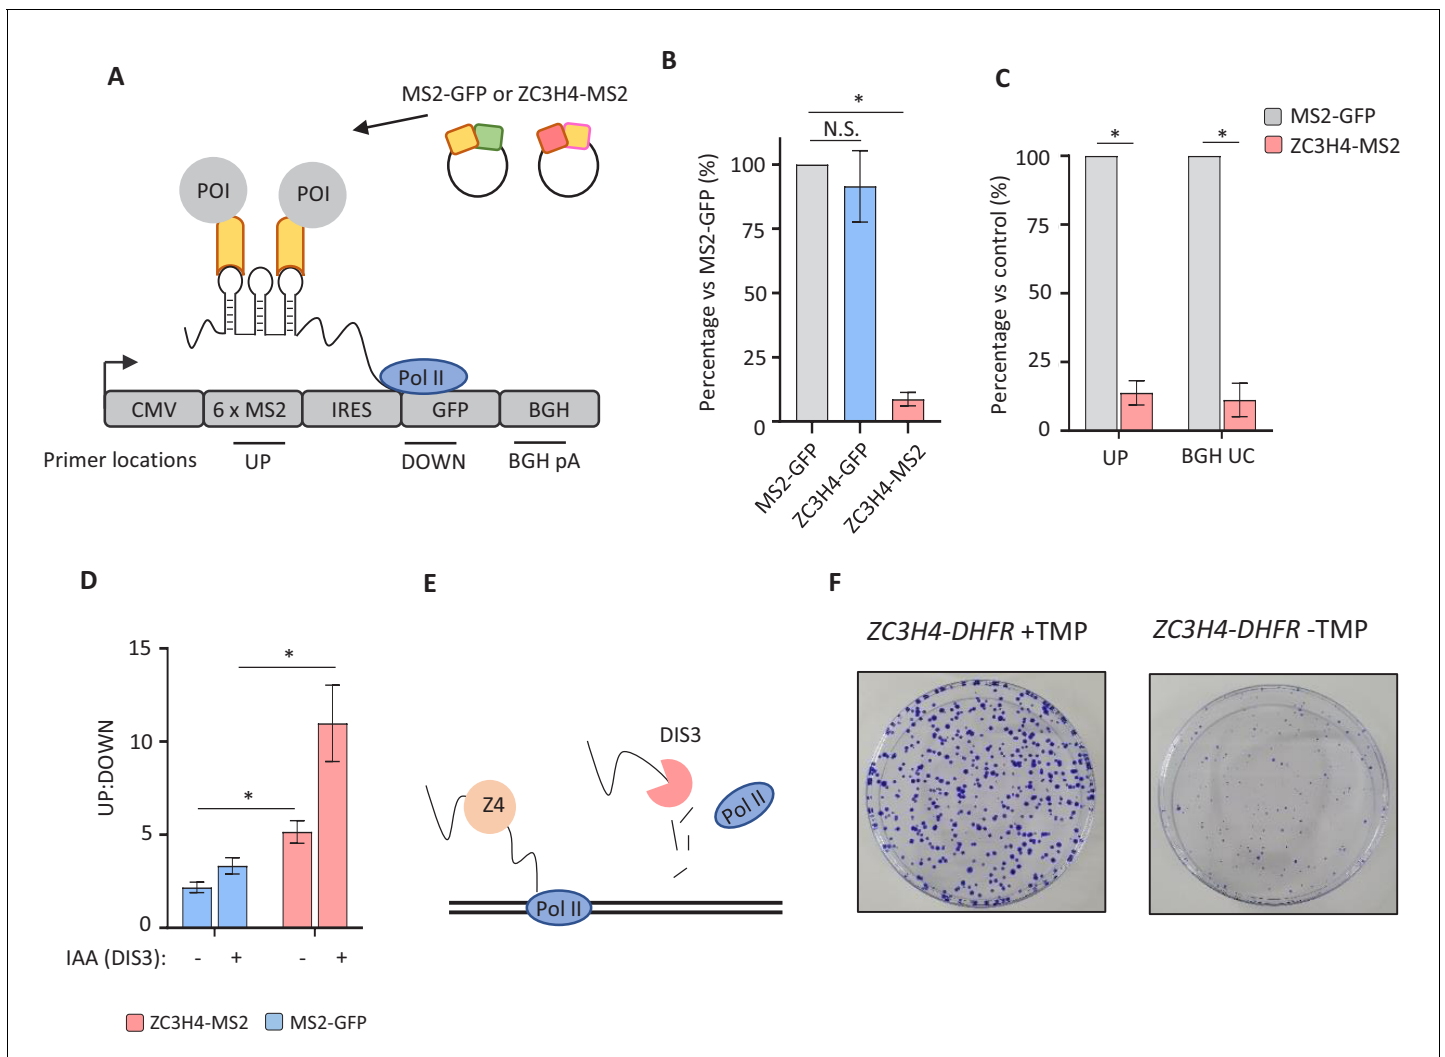 A
MS2-GFP or ZC3H4-MS2
POI
POI
Pol II
CMV
6 x MS2
IRES
GFP
BGH
Primer locations
UP
DOWN
BGH pA
B
Percentage vs MS2-GFP (%)
100
75
50
25
0
*
N.S.
MS2-GFP
ZC3H4-GFP
ZC3H4-MS2
C
MS2-GFP
ZC3H4-MS2
Percentage vs control (%)
100
75
50
25
0
*
*
UP
BGH UC
D
UP:DOWN
15
10
5
0
*
*
IAA (DIS3): - + - +
ZC3H4-MS2 MS2-GFP
E
DIS3
Z4
Pol II
Pol II
F
ZC3H4-DHFR +TMP
ZC3H4-DHFR -TMP